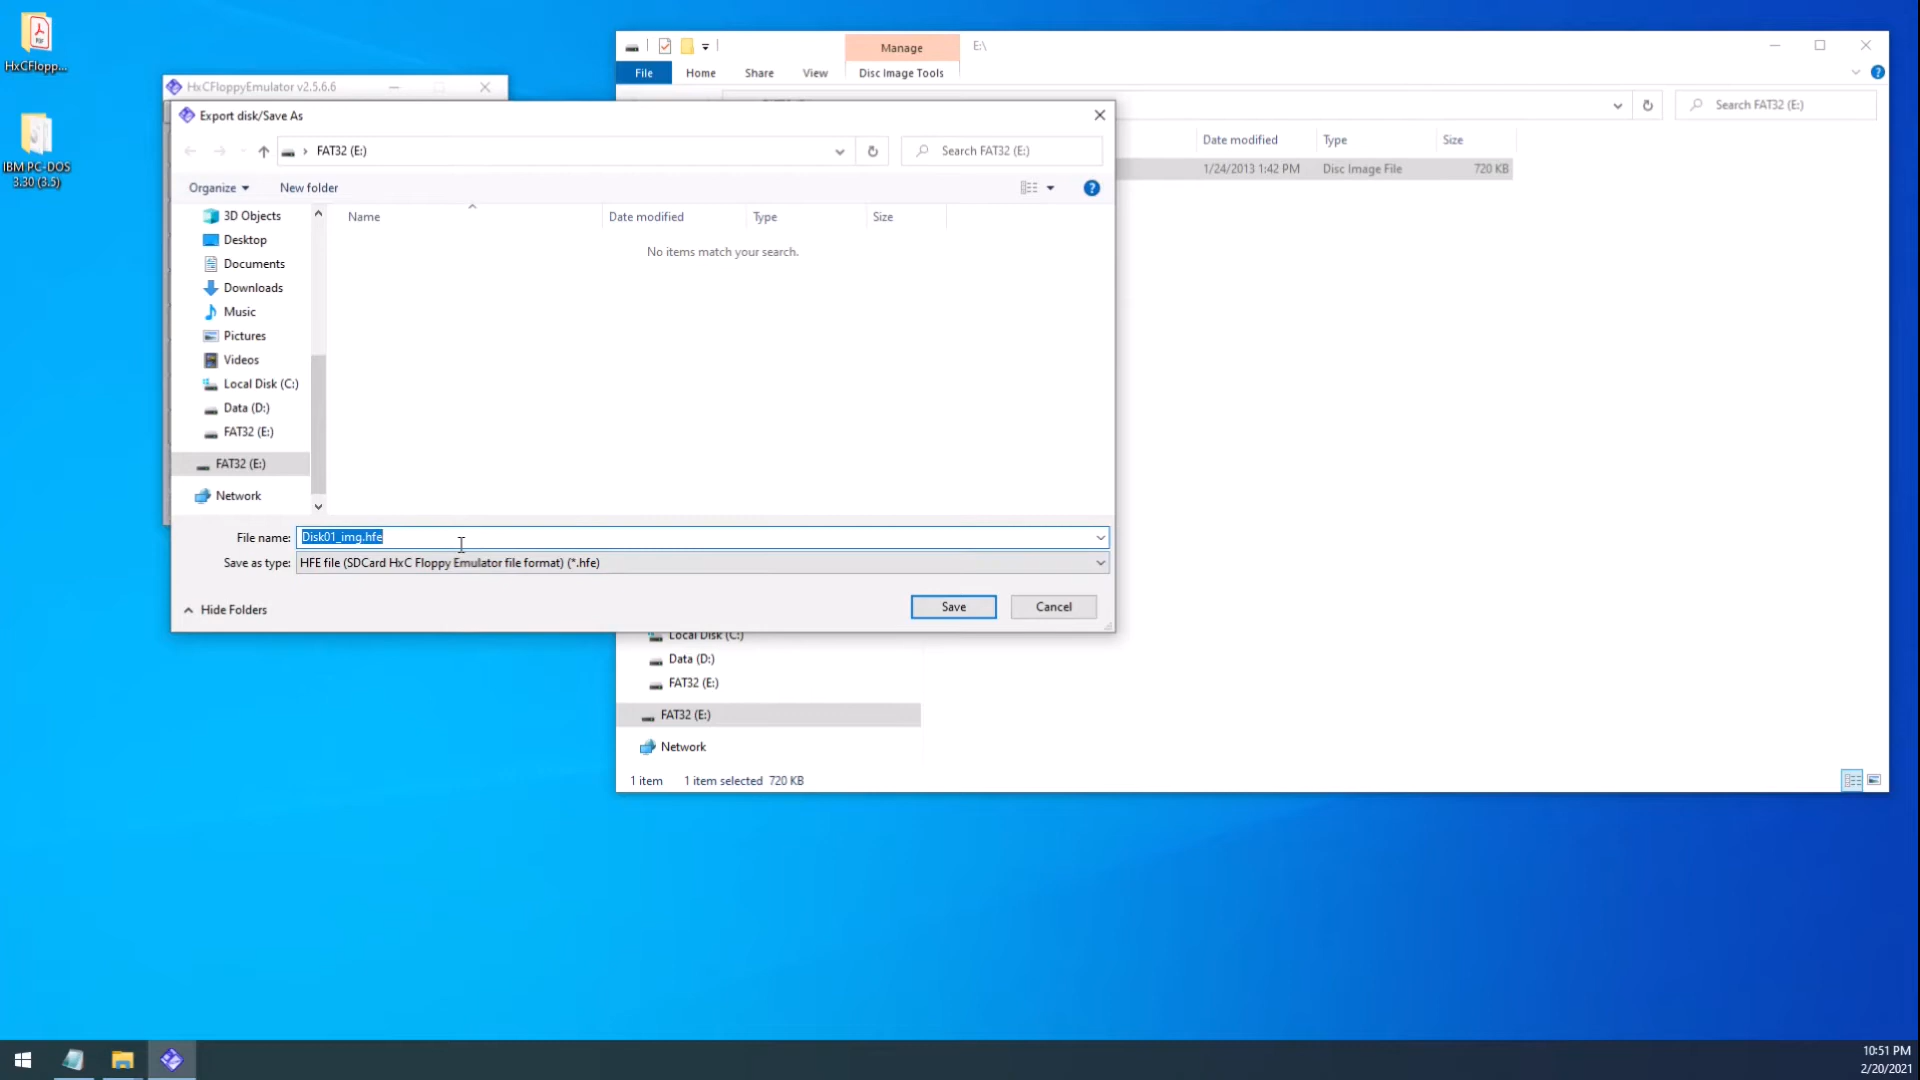 HxCFlopp...
IBM PC-DOS
3.30 (3.5)
HxCFloppyEmulator v2.5.6.6
Export disk/Save As
FAT32 (E:)
Search FAT32 (E:)
Organize
New folder
Name
Date modified
Type
Size
No items match your search.
3D Objects
Desktop
Documents
Downloads
Music
Pictures
Videos
Local Disk (C:)
Data (D:)
FAT32 (E:)
FAT32 (E:)
Network
File name:
Disk01_img.hfe
Save as type:
HFE file (SDCard HxC Floppy Emulator file format) (*.hfe)
Hide Folders
Save
Cancel
Manage
E:\
File
Home
Share
View
Disc Image Tools
Search FAT32 (E:)
Date modified
Type
Size
1/24/2013 1:42 PM
Disc Image File
720 KB
Local Disk (C:)
Data (D:)
FAT32 (E:)
FAT32 (E:)
Network
1 item
1 item selected 720 KB
10:51 PM
2/20/2021